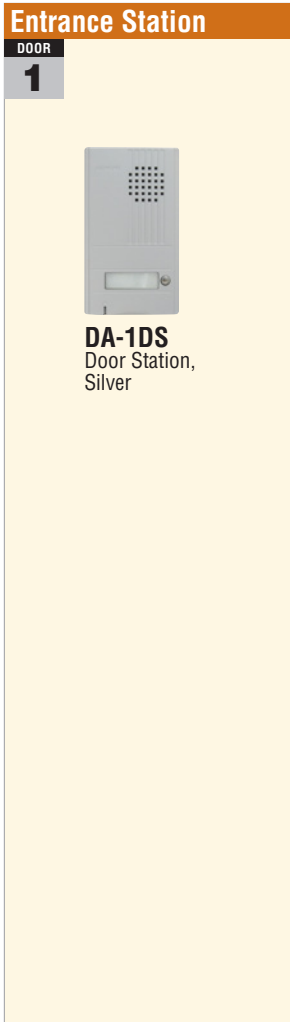 Entrance Station
DOOR
1
DA-1DS
Door Station,
Silver